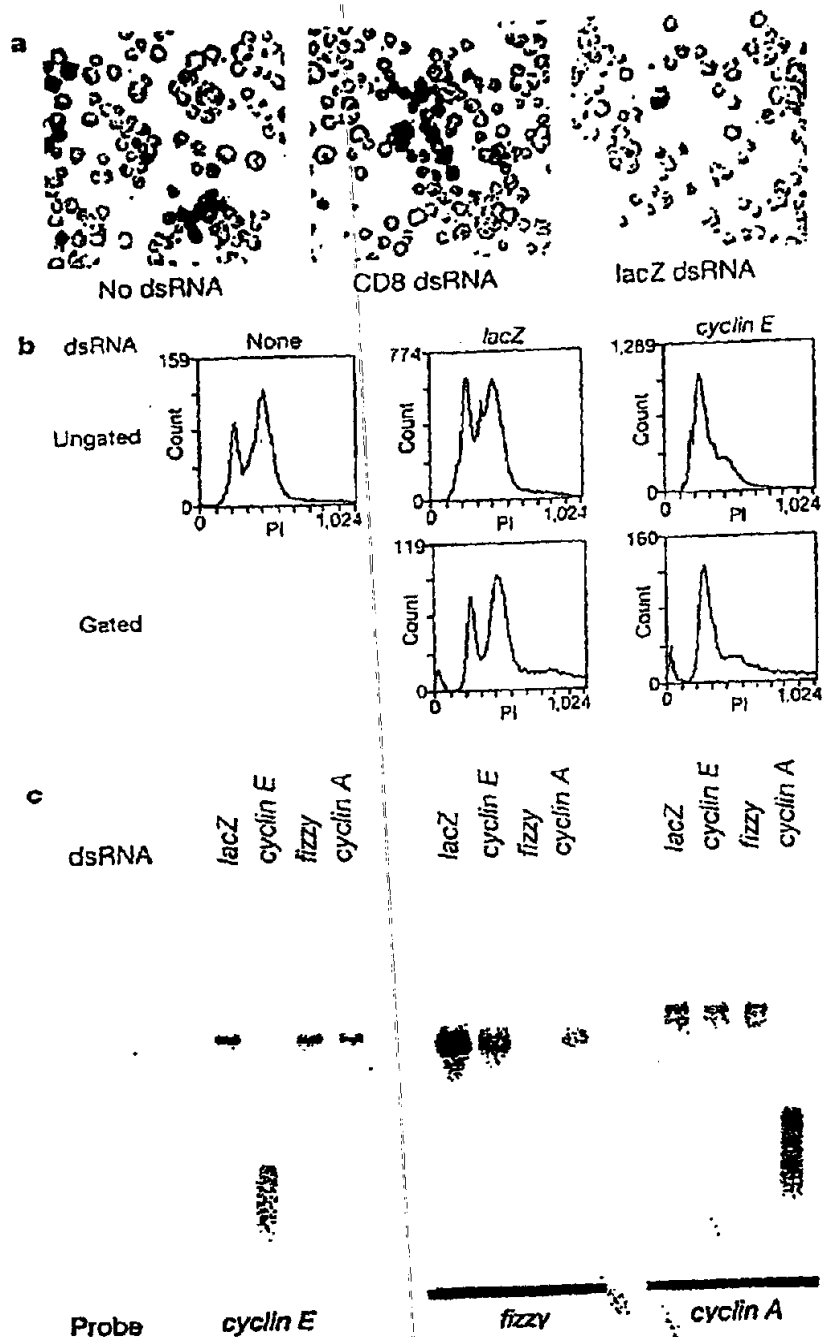 a
No dsRNA
CD8 dsRNA
lacZ dsRNA
b
dsRNA
None
lacZ
cyclin E
Ungated
159
Count
0
0
PI
1,024
774
Count
0
0
PI
1,024
1,289
Count
0
0
PI
1,024
Gated
119
Count
0
0
PI
1,024
160
Count
0
0
PI
1,024
c
dsRNA
lacZ
cyclin E
fizzy
cyclin A
lacZ
cyclin E
fizzy
cyclin A
lacZ
cyclin E
fizzy
cyclin A
Probe
cyclin E
fizzy
cyclin A